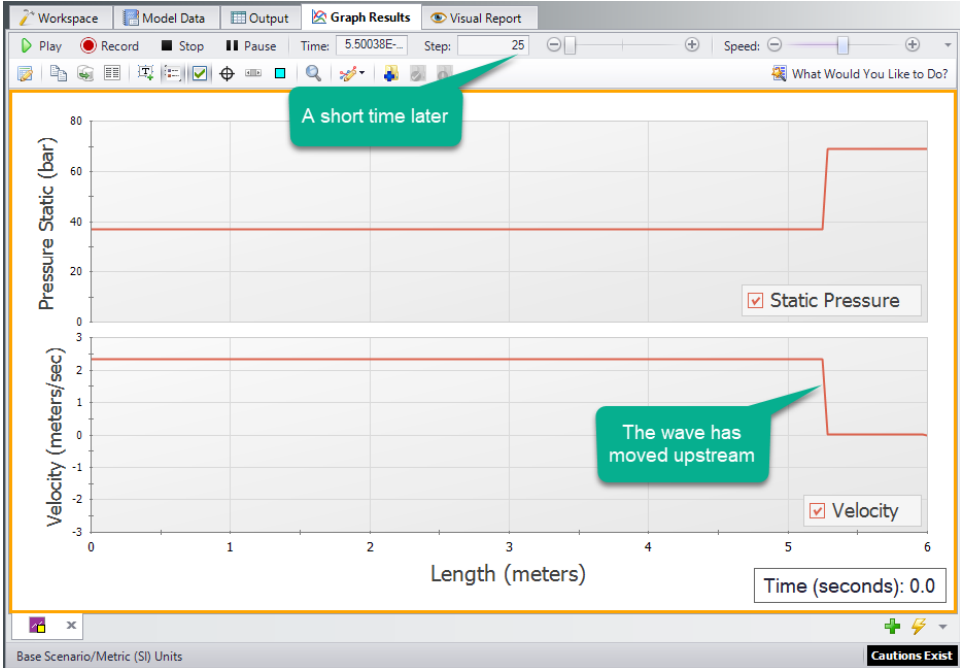 Workspace Model Data Output Graph Results Visual Report
Play Record Stop Pause Time: 5.50038E-... Step: 25 Speed:
What Would You Like to Do?
A short time later
80
60
40
20
0
Pressure Static (bar)
Static Pressure
3
2
1
0
-1
-2
-3
Velocity (meters/sec)
The wave has
moved upstream
Velocity
0 1 2 3 4 5 6
Length (meters)
Time (seconds): 0.0
Base Scenario/Metric (SI) Units
Cautions Exist